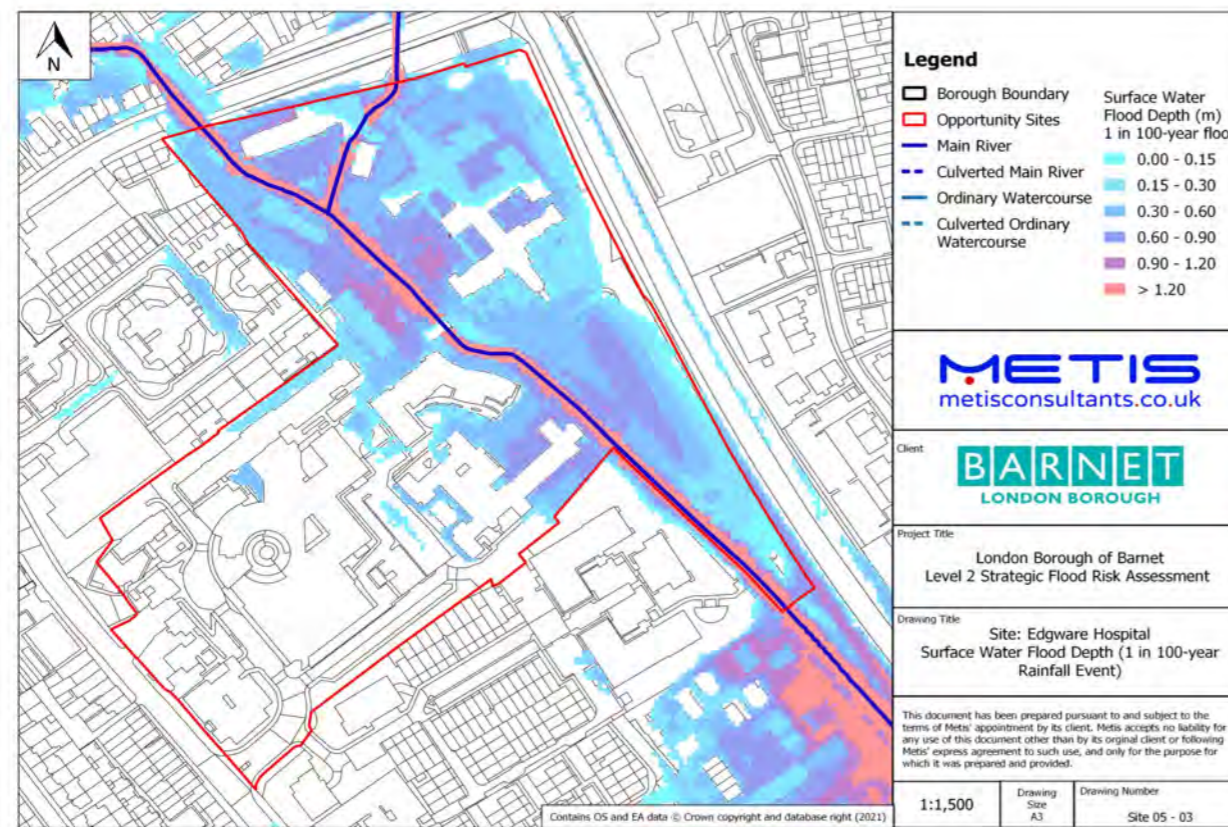 N
Contains OS and EA data © Crown copyright and database right (2021)
Legend
Borough Boundary
Opportunity Sites
Main River
Culverted Main River
Ordinary Watercourse
Culverted Ordinary
Watercourse
Surface Water
Flood Depth (m)
1 in 100-year floo
0.00 - 0.15
0.15 - 0.30
0.30 - 0.60
0.60 - 0.90
0.90 - 1.20
> 1.20
METIS
metisconsultants.co.uk
Client
BARNET
LONDON BOROUGH
Project Title
London Borough of Barnet
Level 2 Strategic Flood Risk Assessment
Drawing Title
Site: Edgware Hospital
Surface Water Flood Depth (1 in 100-year
Rainfall Event)
This document has been prepared pursuant to and subject to the
terms of Metis' appointment by its client. Metis accepts no liability for
any use of this document other than by its orginal client or following
Metis' express agreement to such use, and only for the purpose for
which it was prepared and provided.
1:1,500
Drawing
Size
A3
Drawing Number
Site 05 - 03